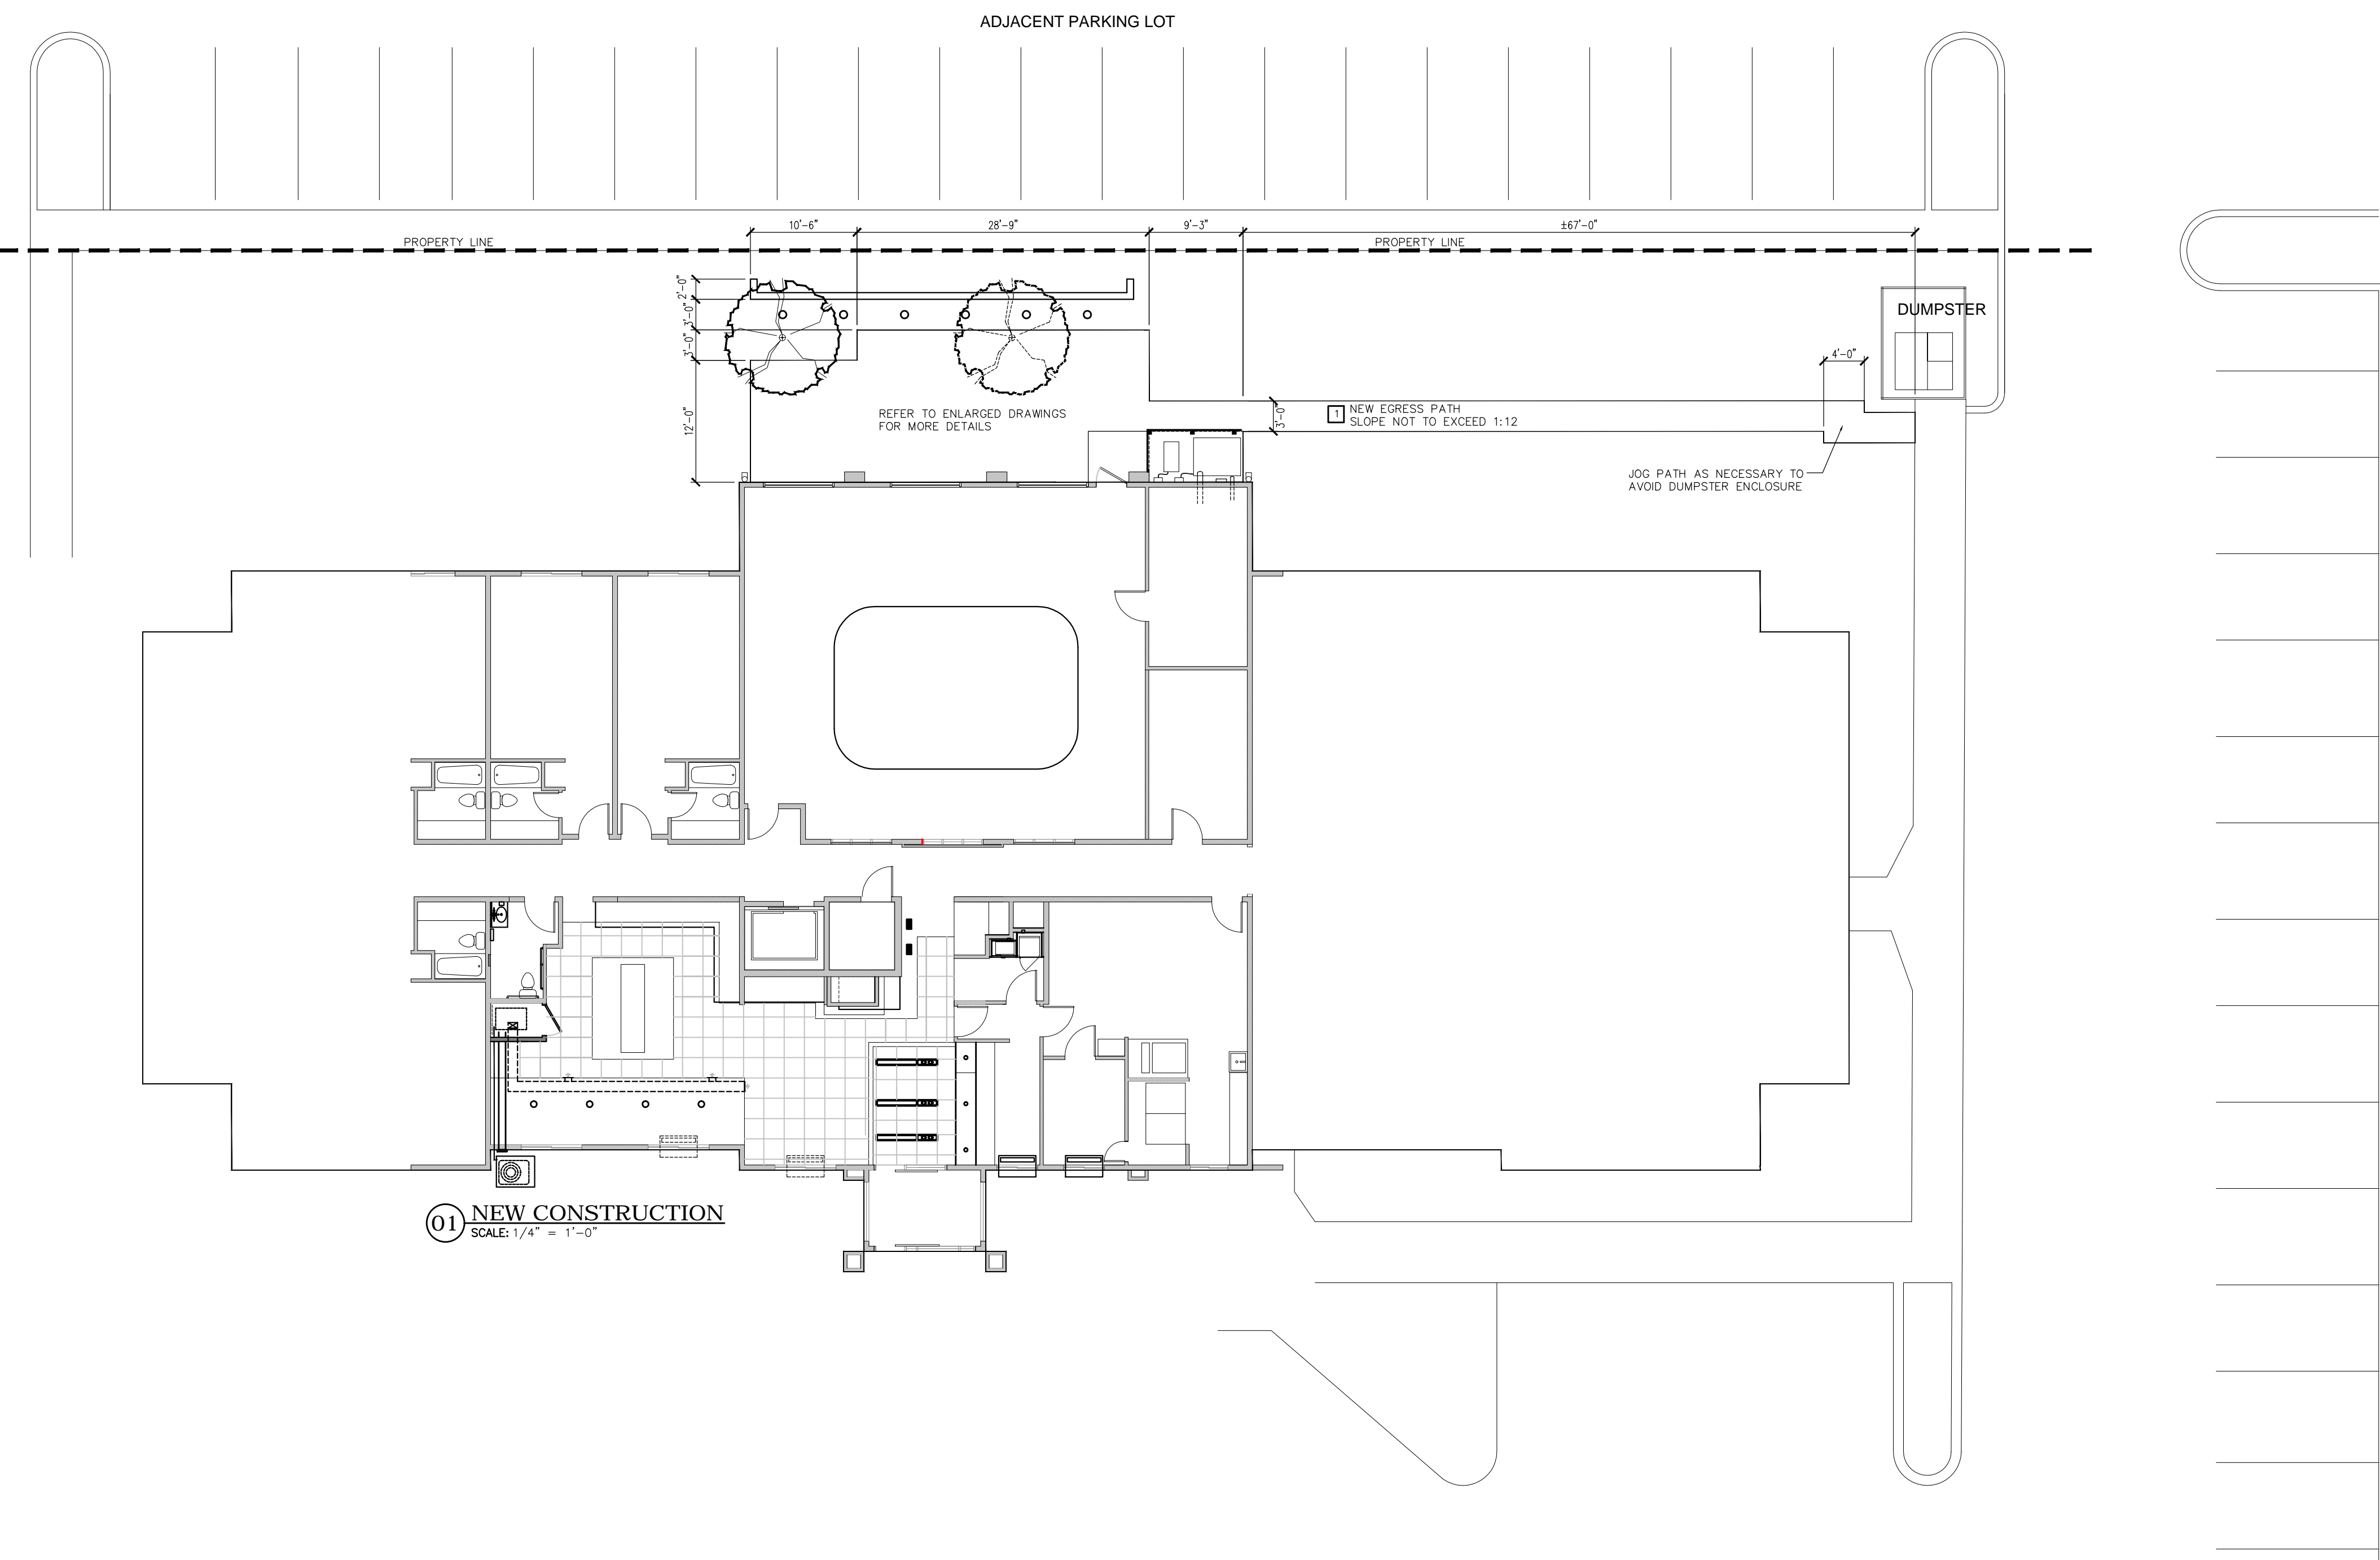 ADJACENT PARKING LOT
10'-6"
28'-9"
9'-3"
±67'-0"
PROPERTY LINE
PROPERTY LINE
2'-0"
3'-0"
3'-0"
12'-0"
DUMPSTER
4'-0"
3'-0"
1
NEW EGRESS PATH
SLOPE NOT TO EXCEED 1:12
REFER TO ENLARGED DRAWINGS
FOR MORE DETAILS
JOG PATH AS NECESSARY TO
AVOID DUMPSTER ENCLOSURE
01
NEW CONSTRUCTION
SCALE: 1/4" = 1'-0"